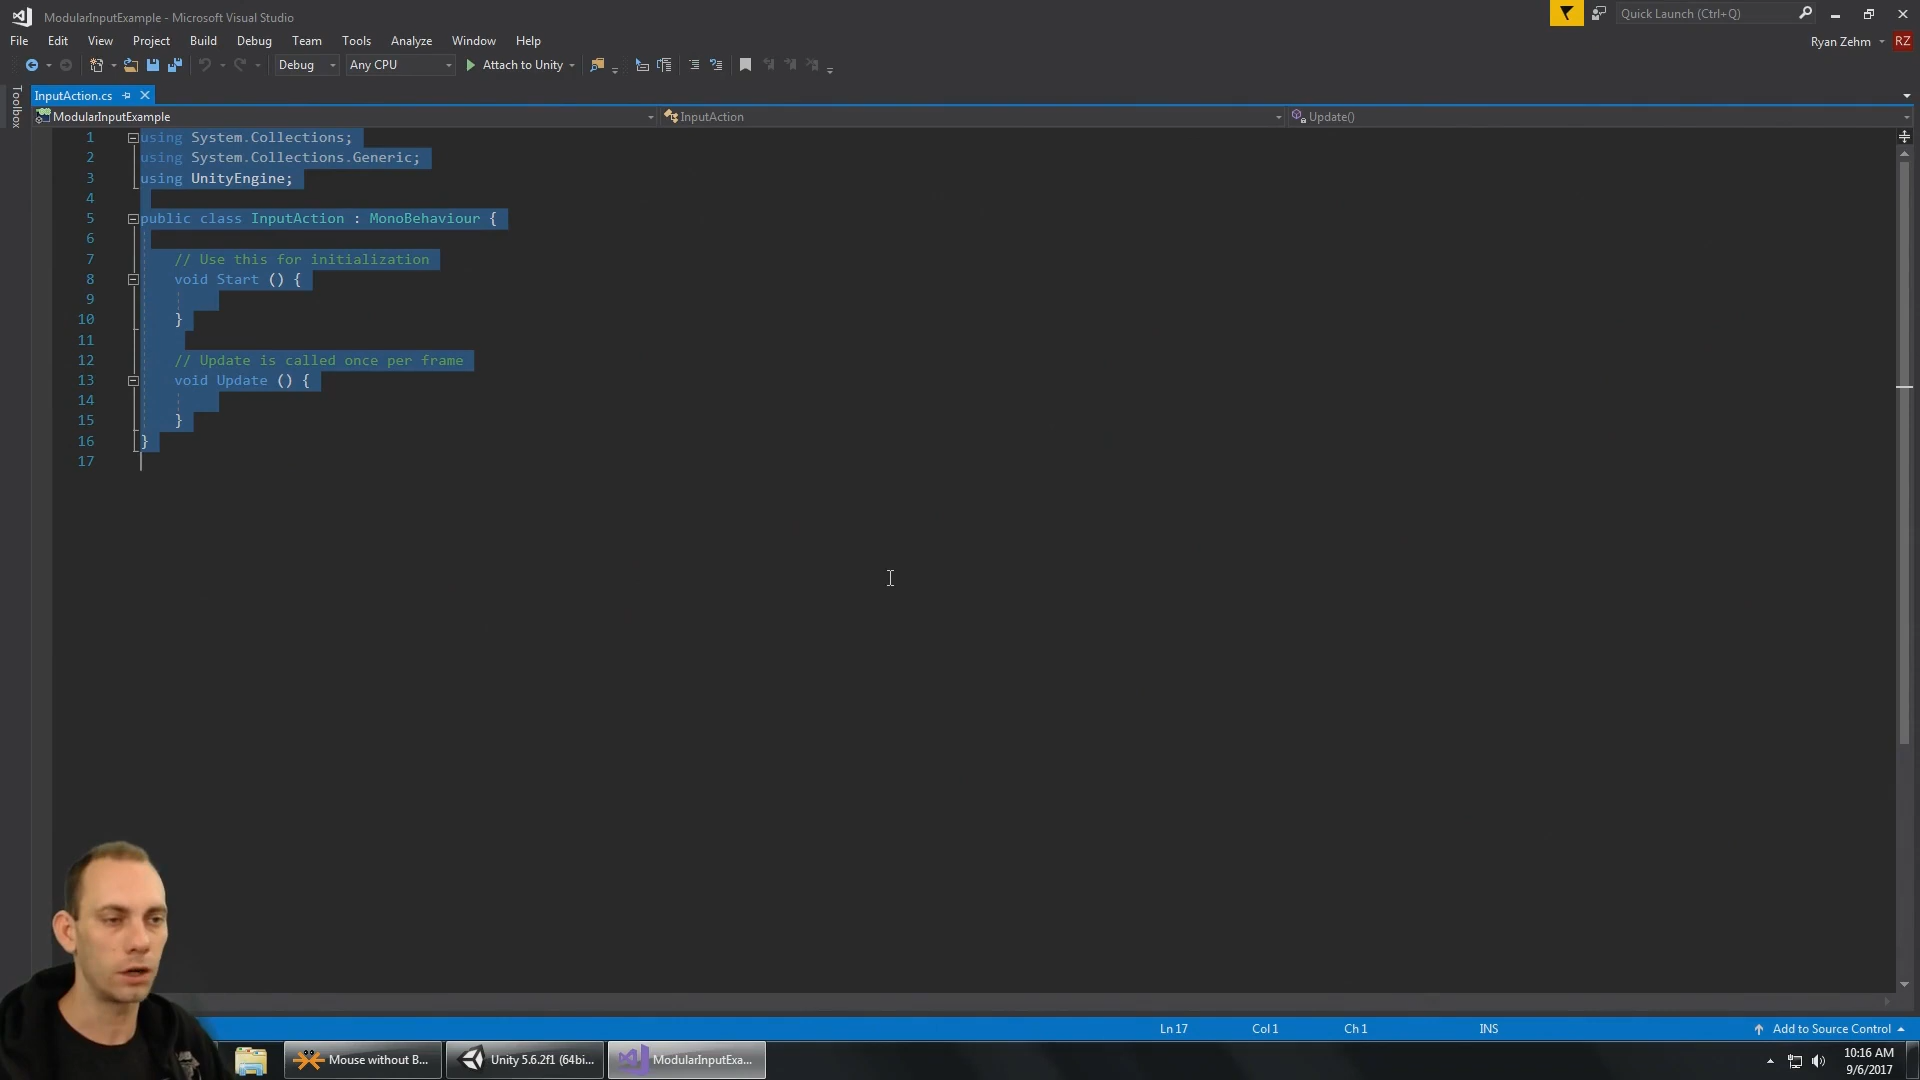 ModularInputExample - Microsoft Visual Studio
Quick Launch (Ctrl+Q)
File Edit View Project Build Debug Team Tools Analyze Window Help
Ryan Zehm RZ
Debug Any CPU Attach to Unity
Toolbox
InputAction.cs
ModularInputExample InputAction Update()
1 using System.Collections;
2 using System.Collections.Generic;
3 using UnityEngine;
4
5 public class InputAction : MonoBehaviour {
6
7 // Use this for initialization
8 void Start () {
9
10 }
11
12 // Update is called once per frame
13 void Update () {
14
15 }
16 }
17
Ln 17 Col 1 Ch 1 INS Add to Source Control
Mouse without B... Unity 5.6.2f1 (64bi... ModularInputExa...
10:16 AM
9/6/2017